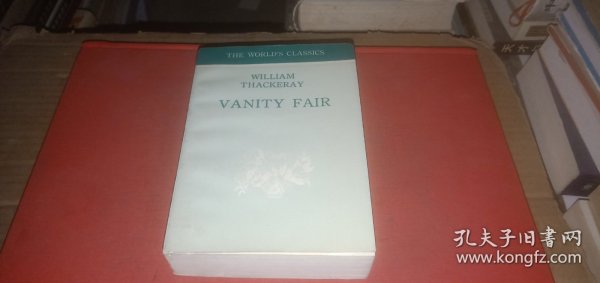 THE WORLD'S CLASSICS
WILLIAM
THACKERAY
VANITY FAIR
孔夫子旧书网
www.kongfz.com